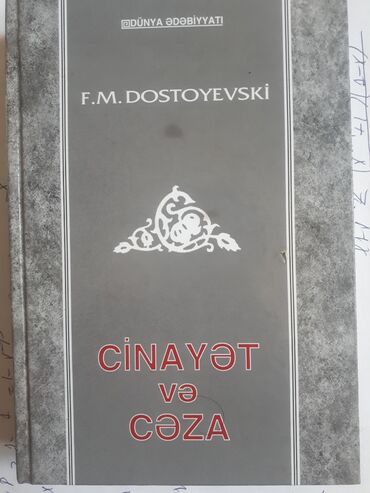 DÜNYA ƏDƏBİYYATI
F.M. DOSTOYEVSKİ
CİNAYƏT
və
CƏZA